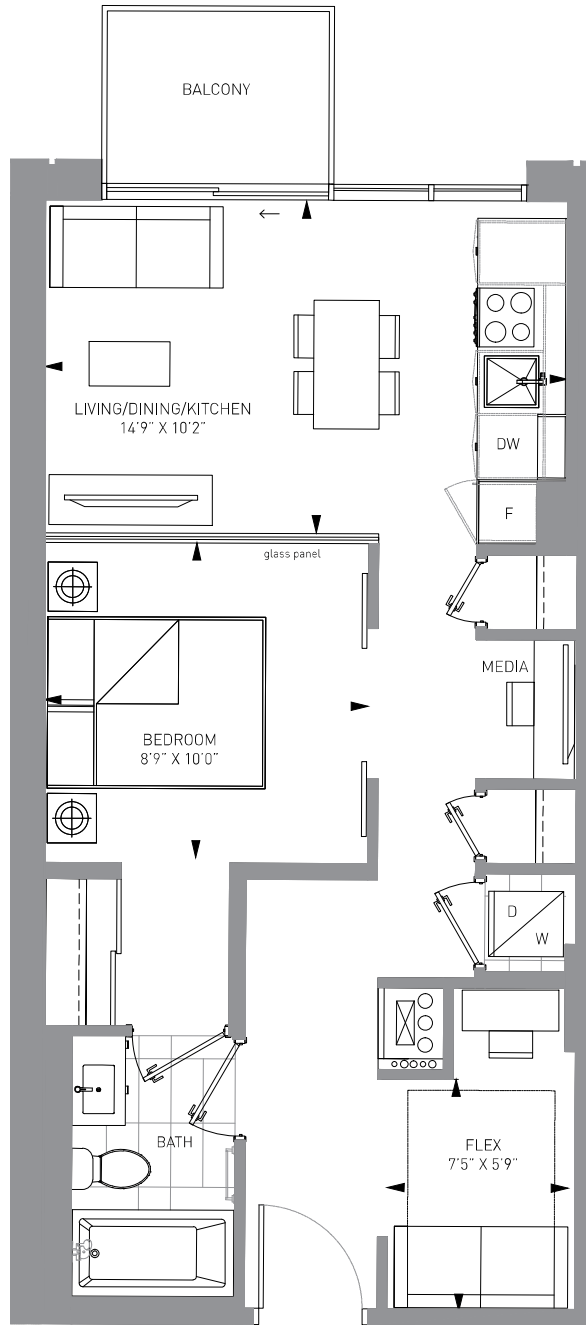 BALCONY
LIVING/DINING/KITCHEN
14'9" X 10'2"
DW
F
glass panel
MEDIA
BEDROOM
8'9" X 10'0"
D
W
BATH
FLEX
7'5" X 5'9"